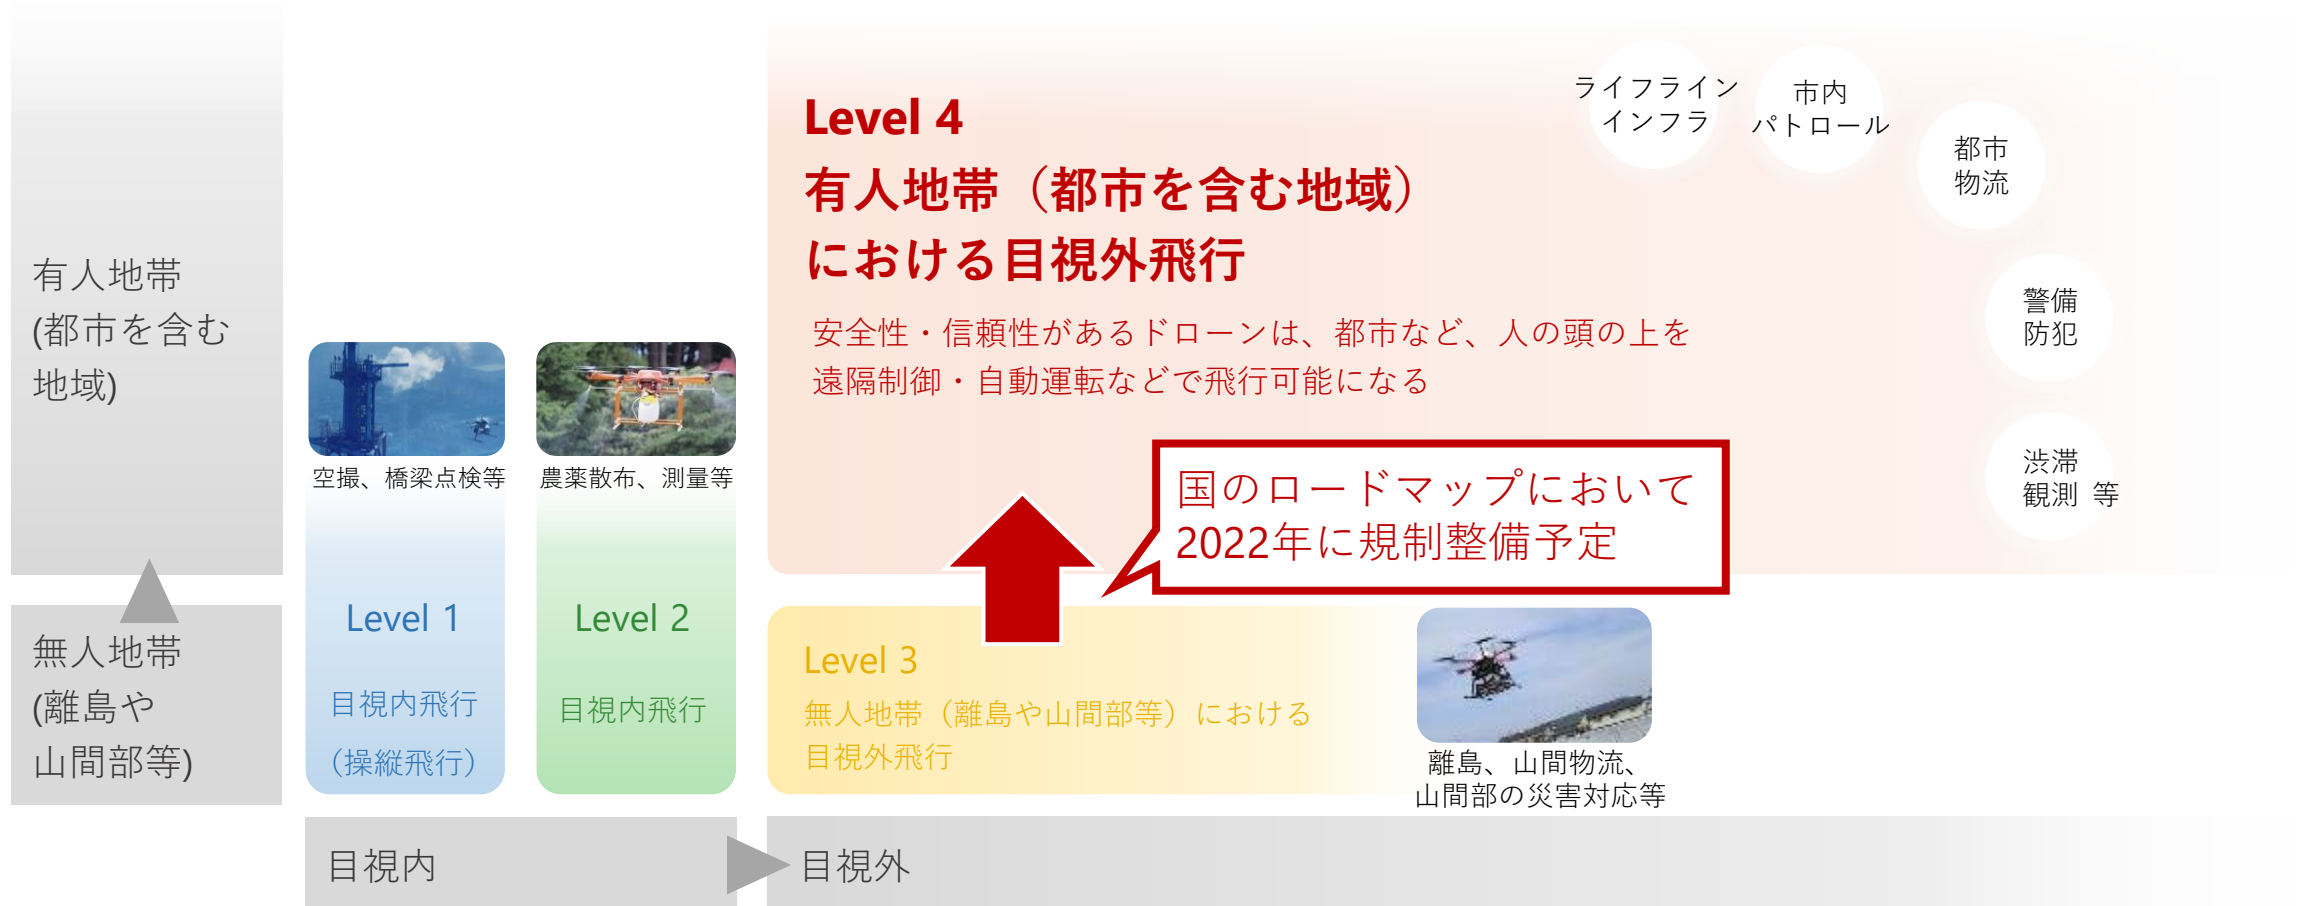 有人地帯
(都市を含む
地域)
無人地帯
(離島や
山間部等)
空撮、橋梁点検等
Level 1
目視内飛行
（操縦飛行）
農薬散布、測量等
Level 2
目視内飛行
Level 4
有人地帯（都市を含む地域）
における目視外飛行
安全性・信頼性があるドローンは、都市など、人の頭の上を
遠隔制御・自動運転などで飛行可能になる
ライフライン
インフラ
市内
パトロール
都市
物流
警備
防犯
渋滞
観測 等
国のロードマップにおいて
2022年に規制整備予定
Level 3
無人地帯（離島や山間部等）における
目視外飛行
離島、山間物流、
山間部の災害対応等
目視内
目視外